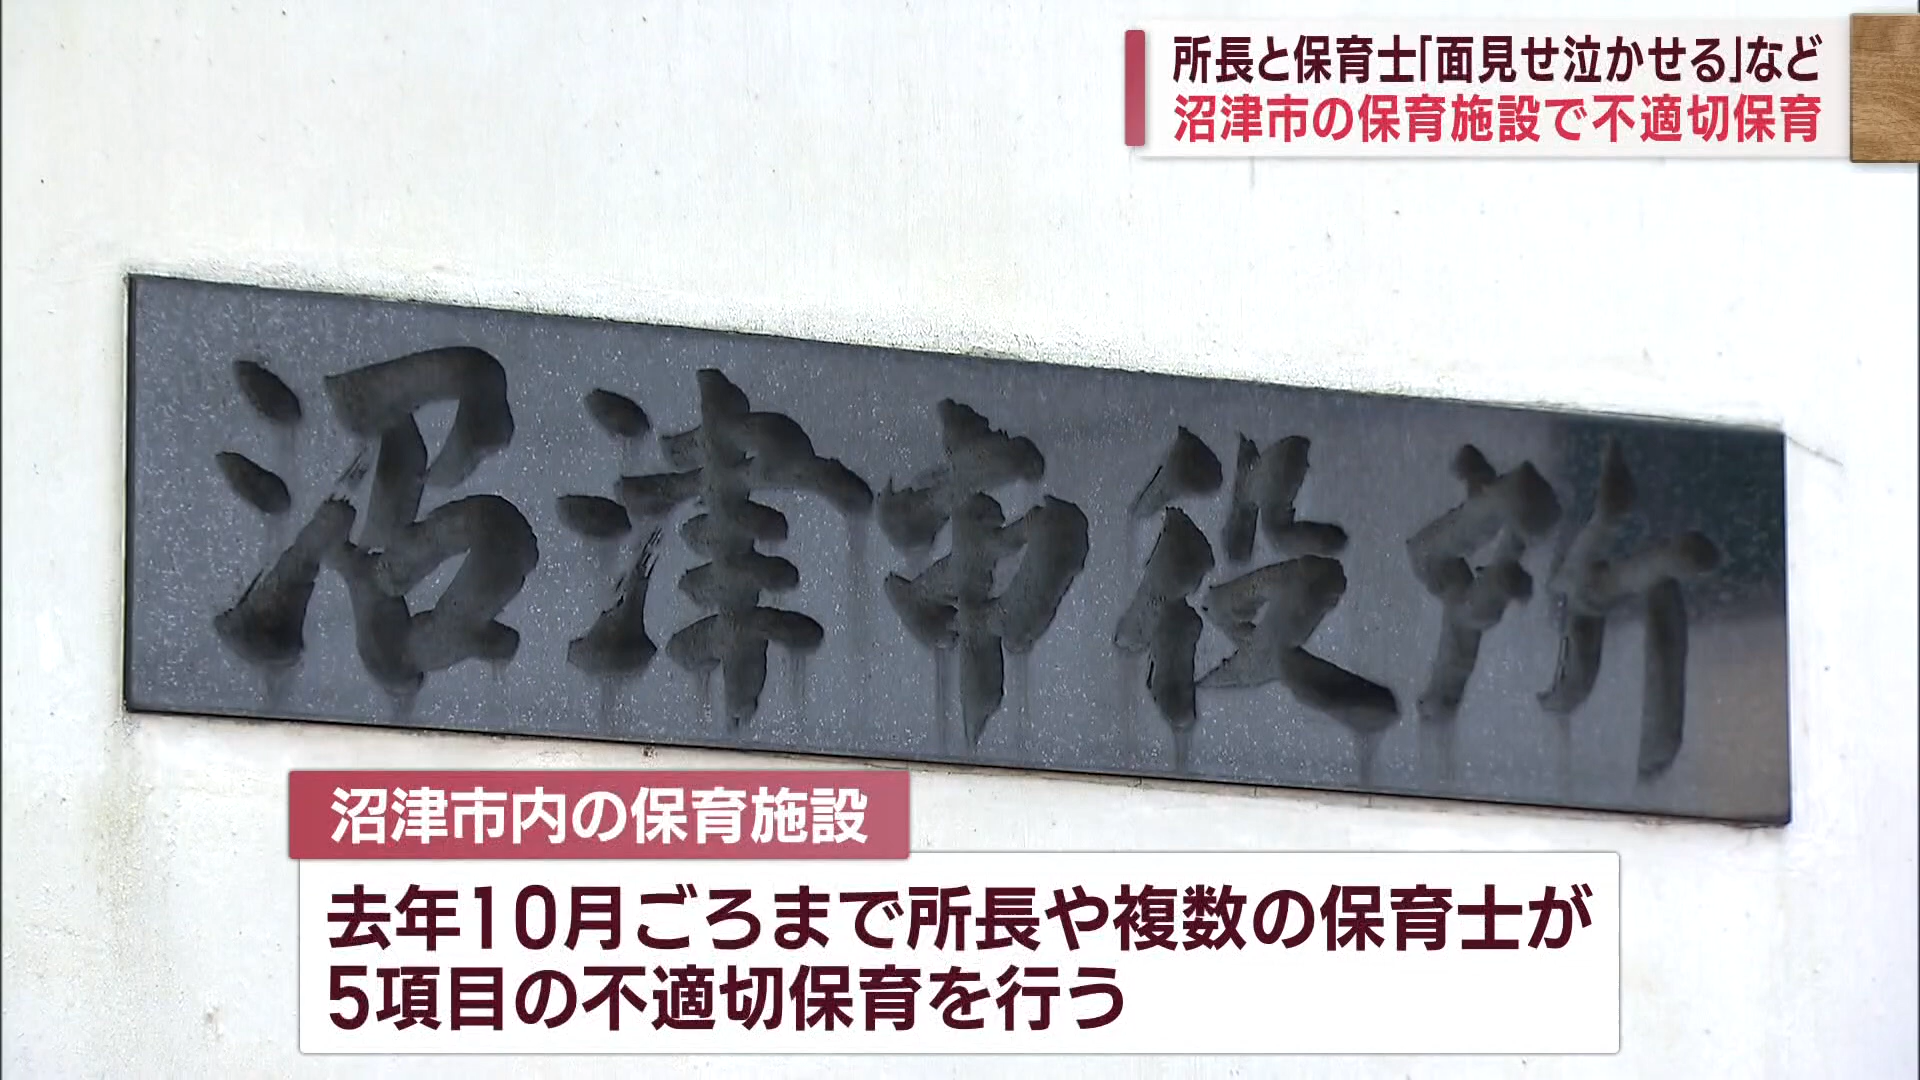 所長と保育士「面見せ泣かせる」など
沼津市の保育施設で不適切保育
沼津市役所
沼津市内の保育施設
去年10月ごろまで所長や複数の保育士が
5項目の不適切保育を行う